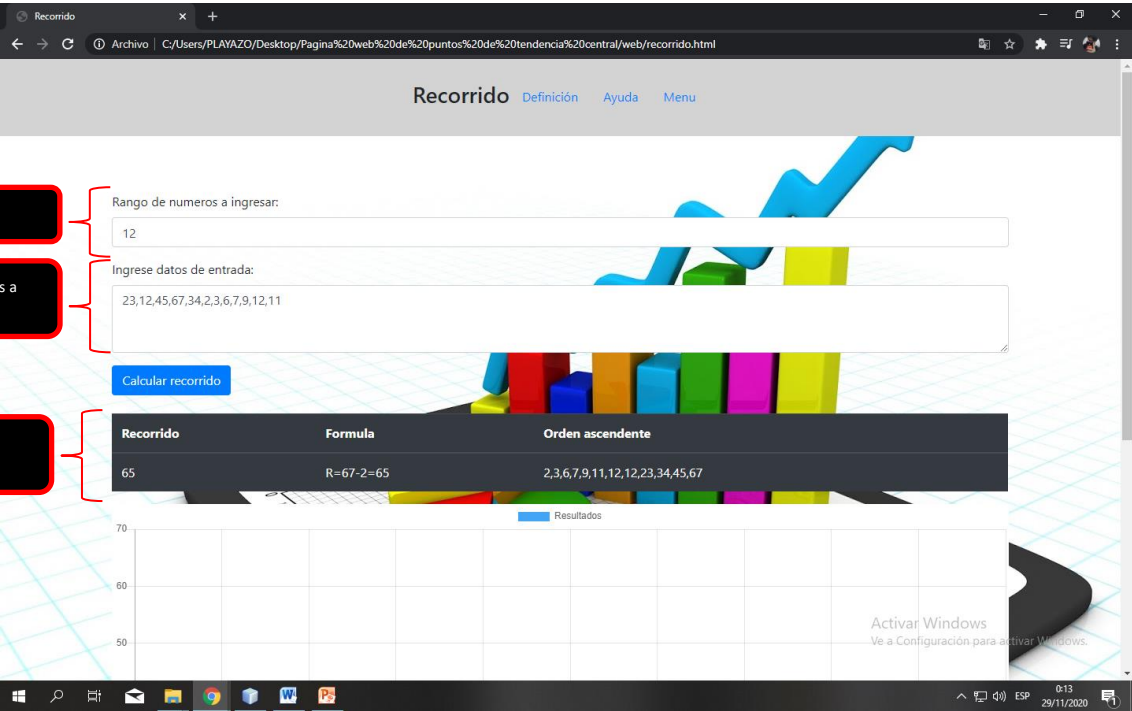 Recorrido
Archivo | C:/Users/PLAYAZO/Desktop/Pagina%20web%20de%20puntos%20de%20tendencia%20central/web/recorrido.html
Recorrido Definición Ayuda Menu
Rango de numeros a ingresar:
12
Ingrese datos de entrada:
s a
23,12,45,67,34,2,3,6,7,9,12,11
Calcular recorrido
Recorrido Formula Orden ascendente
65 R=67-2=65 2,3,6,7,9,11,12,12,23,34,45,67
Resultados
70
60
50
Activar Windows
Ve a Configuración para activar Windows.
ESP
0:13
29/11/2020